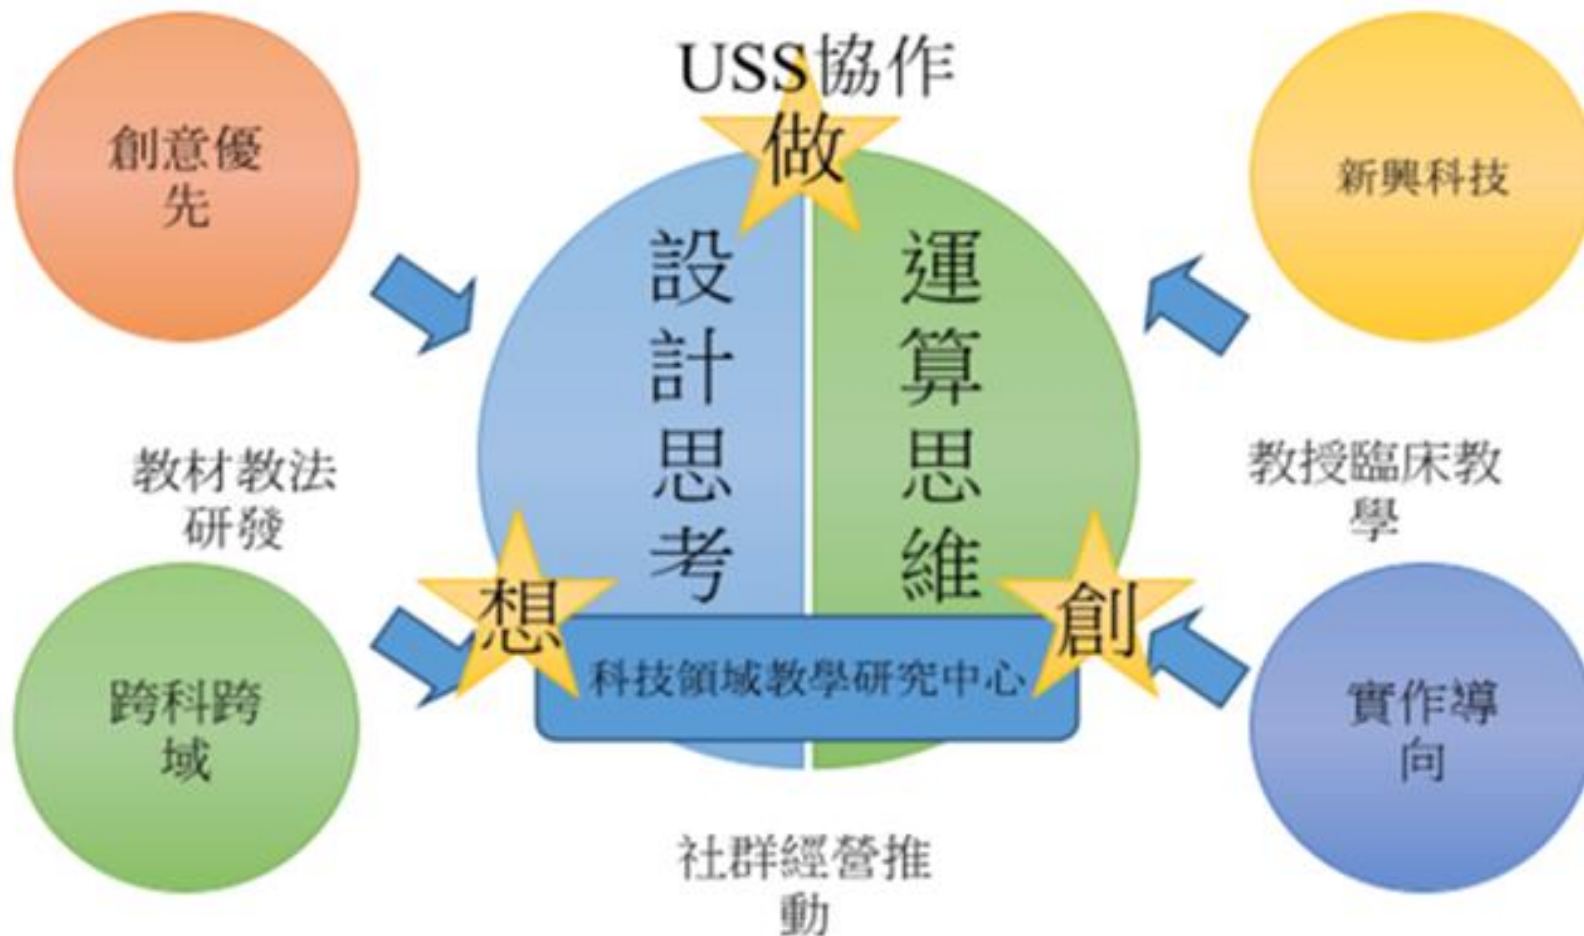 USS協作
做
創意優
先
新興科技
設計思考
運算思維
教材教法
研發
教授臨床教
學
想
創
科技領域教學研究中心
跨科跨
域
實作導
向
社群經營推
動